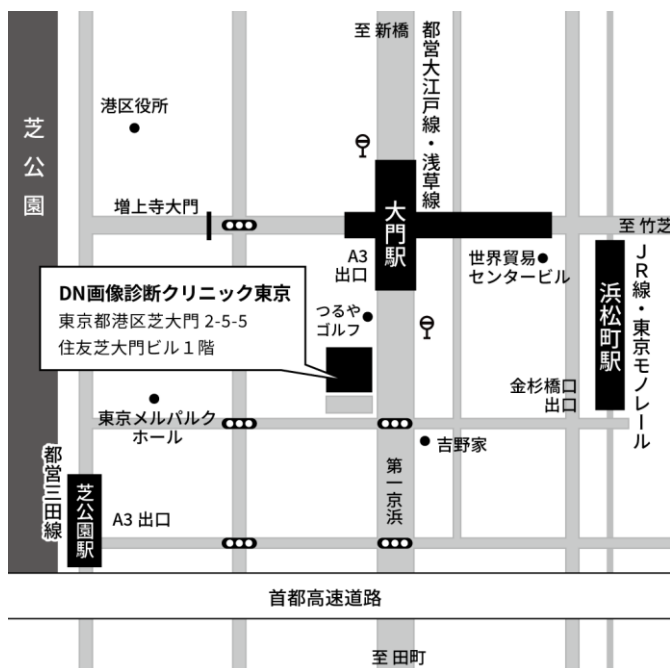 至 新橋
都営大江戸線・浅草線
港区役所
芝公園
増上寺大門
大門駅
至 竹芝
A3
出口
世界貿易
センタービル
JR線・東京モノレール
浜松町駅
DN画像診断クリニック東京
東京都港区芝大門 2-5-5
住友芝大門ビル１階
つるや
ゴルフ
金杉橋口
出口
東京メルパルク
ホール
吉野家
都営三田線
芝公園駅
A3 出口
第一京浜
首都高速道路
至 田町